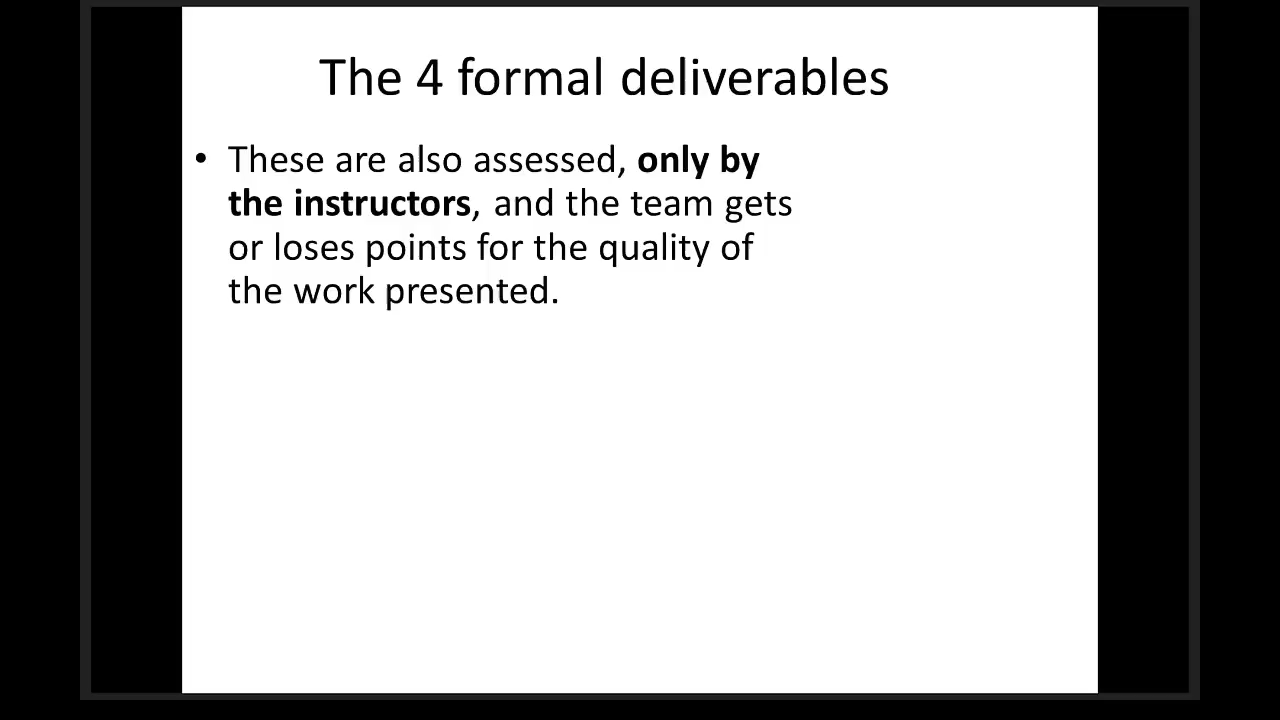 The 4 formal deliverables
• These are also assessed, only by
the instructors, and the team gets
or loses points for the quality of
the work presented.